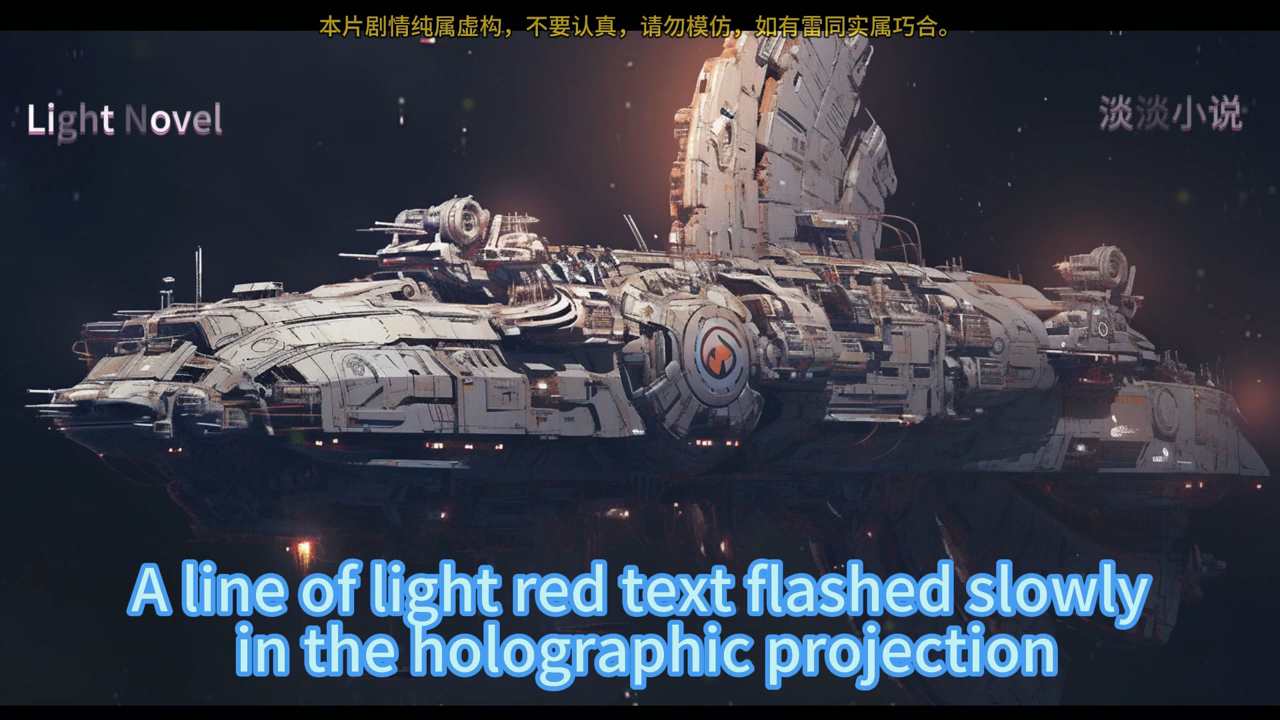 本片剧情纯属虚构，不要认真，请勿模仿，如有雷同实属巧合。
Light Novel
淡淡小说
A line of light red text flashed slowly
in the holographic projection